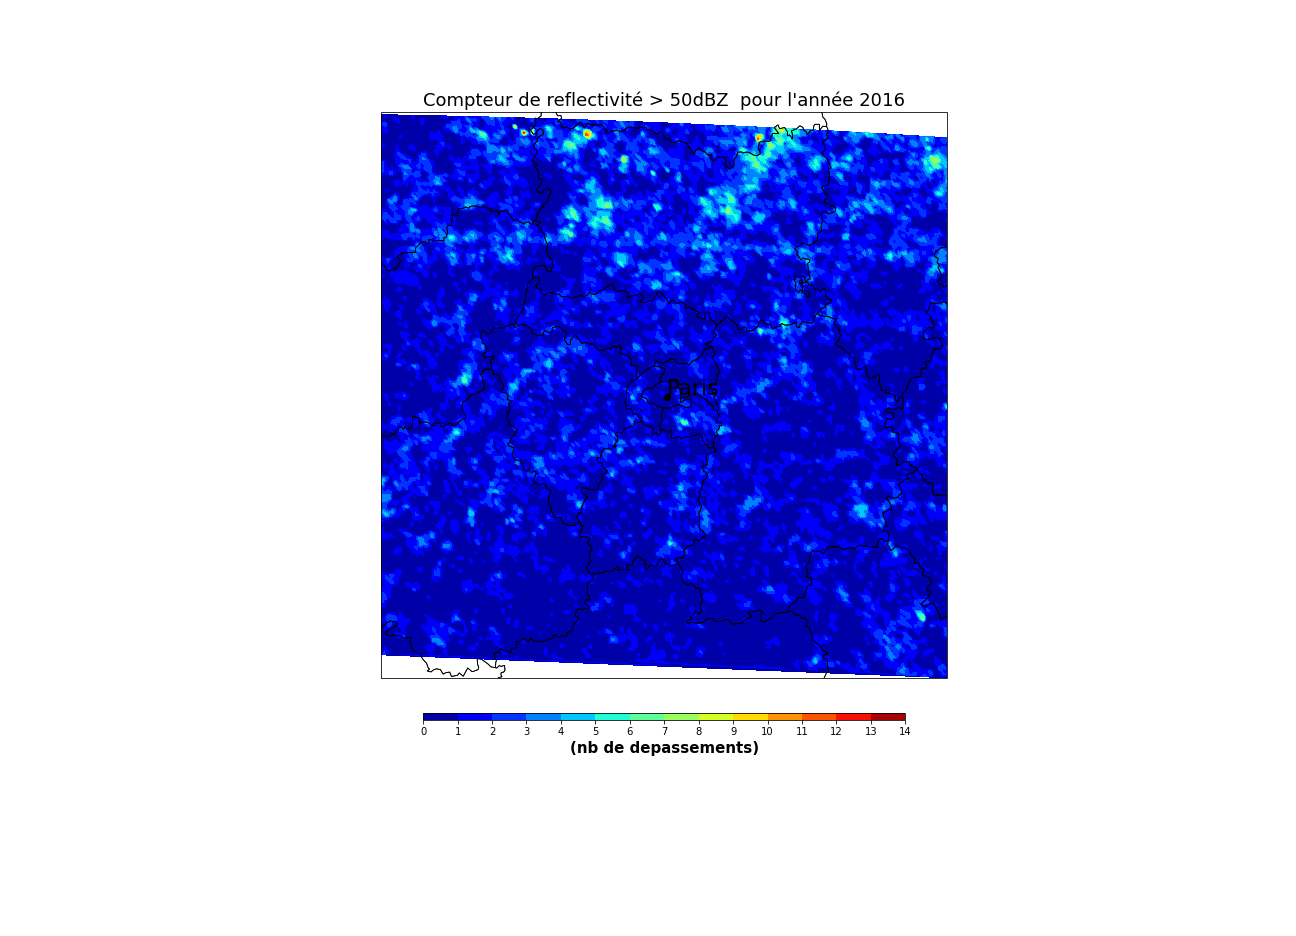 Compteur de reflectivité > 50dBZ  pour l'année 2016
Paris
0 1 2 3 4 5 6 7 8 9 10 11 12 13 14
(nb de depassements)